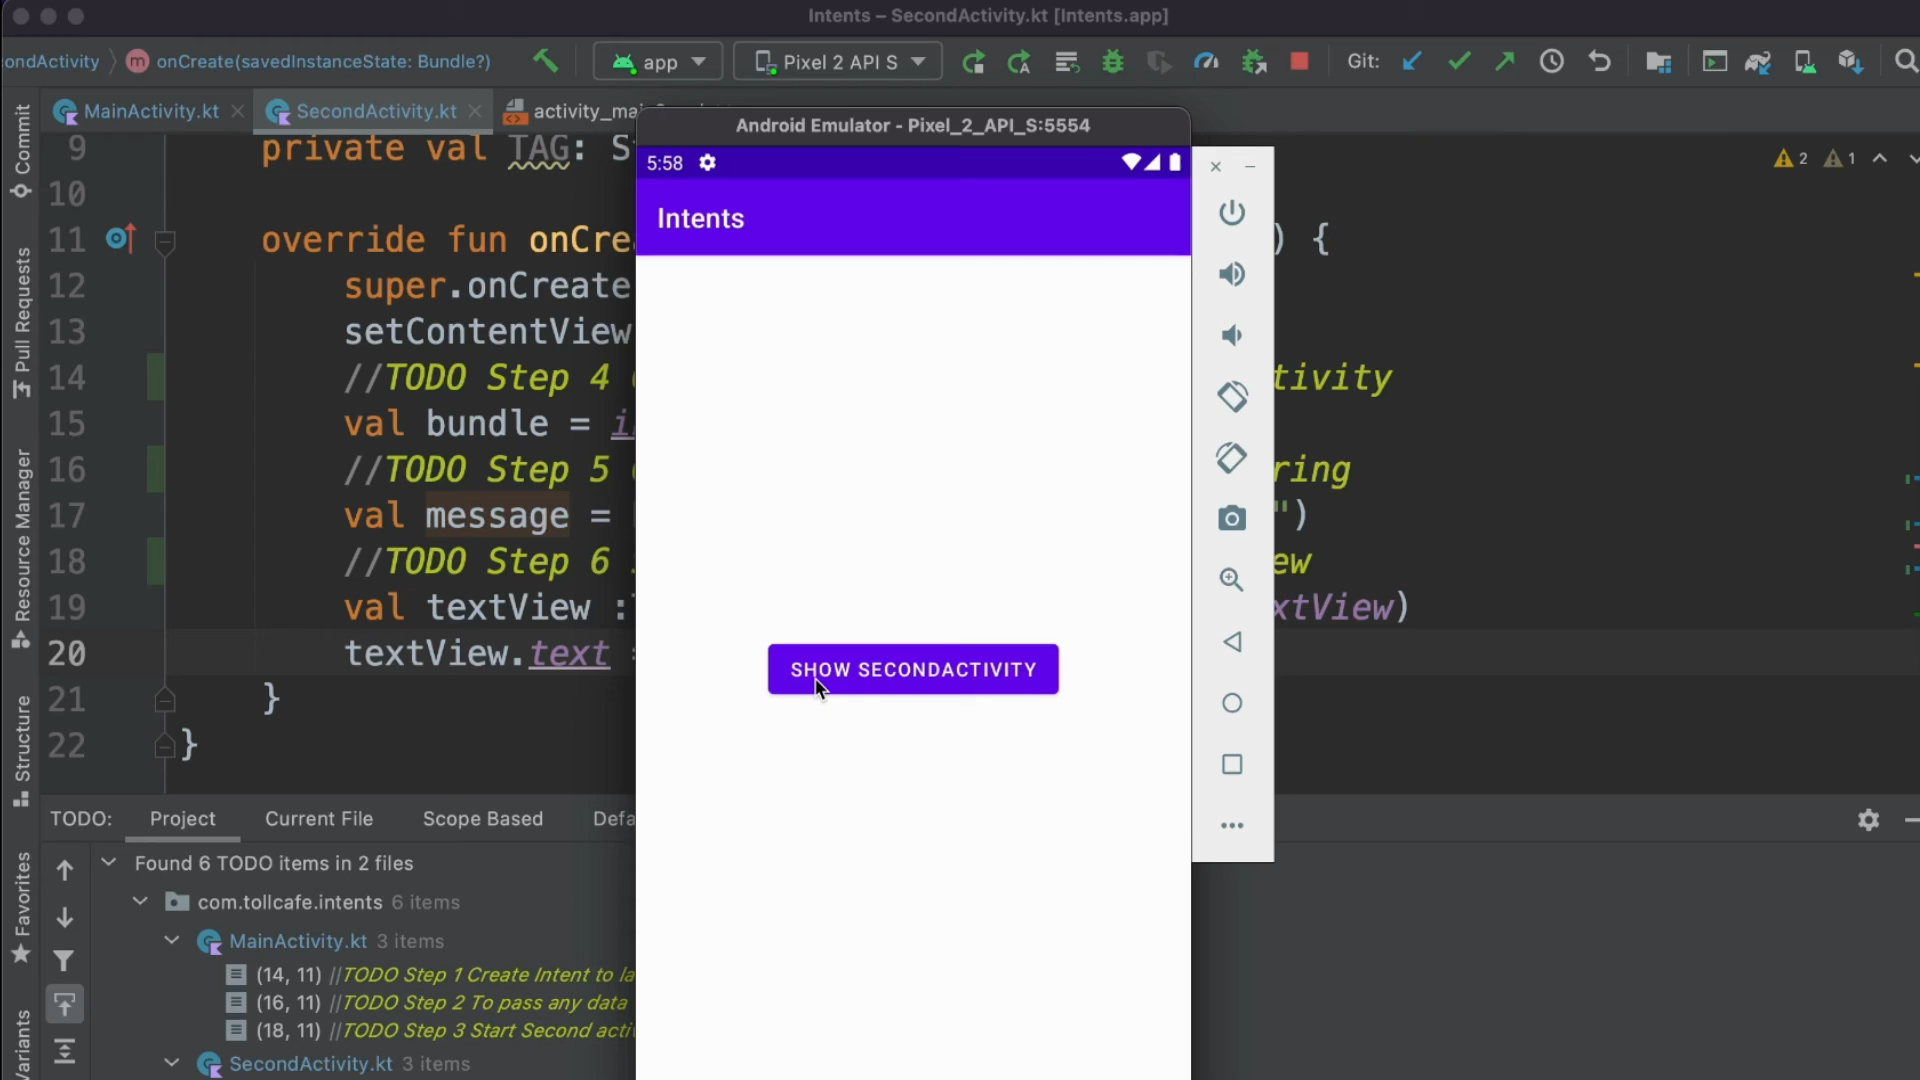 Intents – SecondActivity.kt [Intents.app]
ondActivity
m onCreate(savedInstanceState: Bundle?)
app
Pixel 2 API S
Git:
MainActivity.kt
SecondActivity.kt
activity_mai
Android Emulator - Pixel_2_API_S:5554
5:58
Intents
SHOW SECONDACTIVITY
2
1
Commit
Pull Requests
Resource Manager
Structure
Favorites
9 private val TAG: S
10
11 override fun onCre ) {
12 super.onCreate
13 setContentView
14 //TODO Step 4 tivity
15 val bundle = i
16 //TODO Step 5 ring
17 val message = ")
18 //TODO Step 6 ew
19 val textView : xtView)
20 textView.text
21 }
22 }
TODO:
Project
Current File
Scope Based
Defa
Found 6 TODO items in 2 files
com.tollcafe.intents 6 items
MainActivity.kt 3 items
(14, 11) //TODO Step 1 Create Intent to la
(16, 11) //TODO Step 2 To pass any data
(18, 11) //TODO Step 3 Start Second acti
SecondActivity.kt 3 items